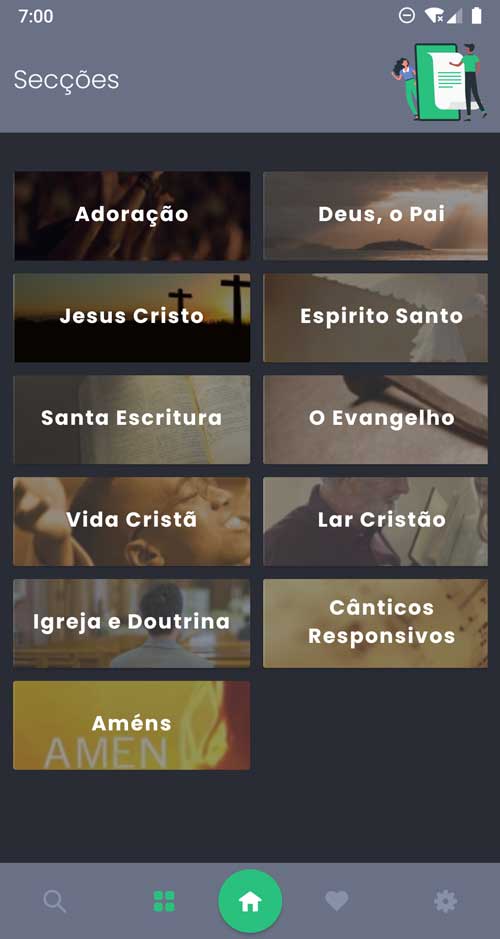 7:00
Secções
Adoração
Deus, o Pai
Jesus Cristo
Espirito Santo
Santa Escritura
O Evangelho
Vida Cristã
Lar Cristão
Igreja e Doutrina
Cânticos
Responsivos
Améns
AMEN